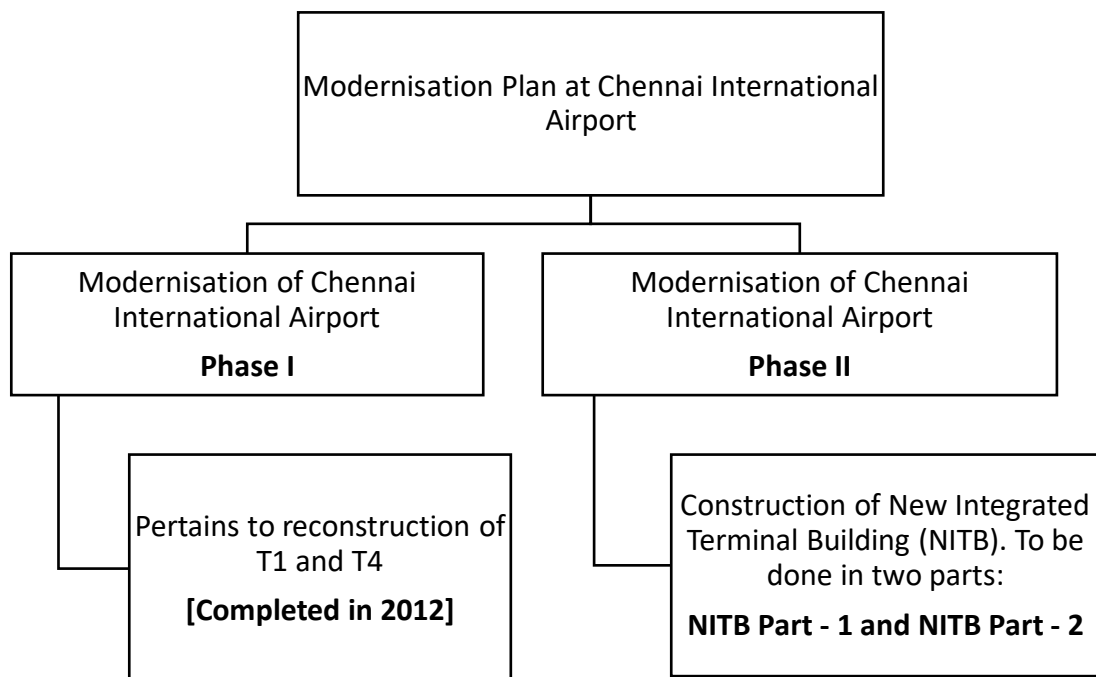 Modernisation Plan at Chennai International
Airport
Modernisation of Chennai
International Airport
Phase I
Modernisation of Chennai
International Airport
Phase II
Pertains to reconstruction of
T1 and T4
[Completed in 2012]
Construction of New Integrated
Terminal Building (NITB). To be
done in two parts:
NITB Part - 1 and NITB Part - 2